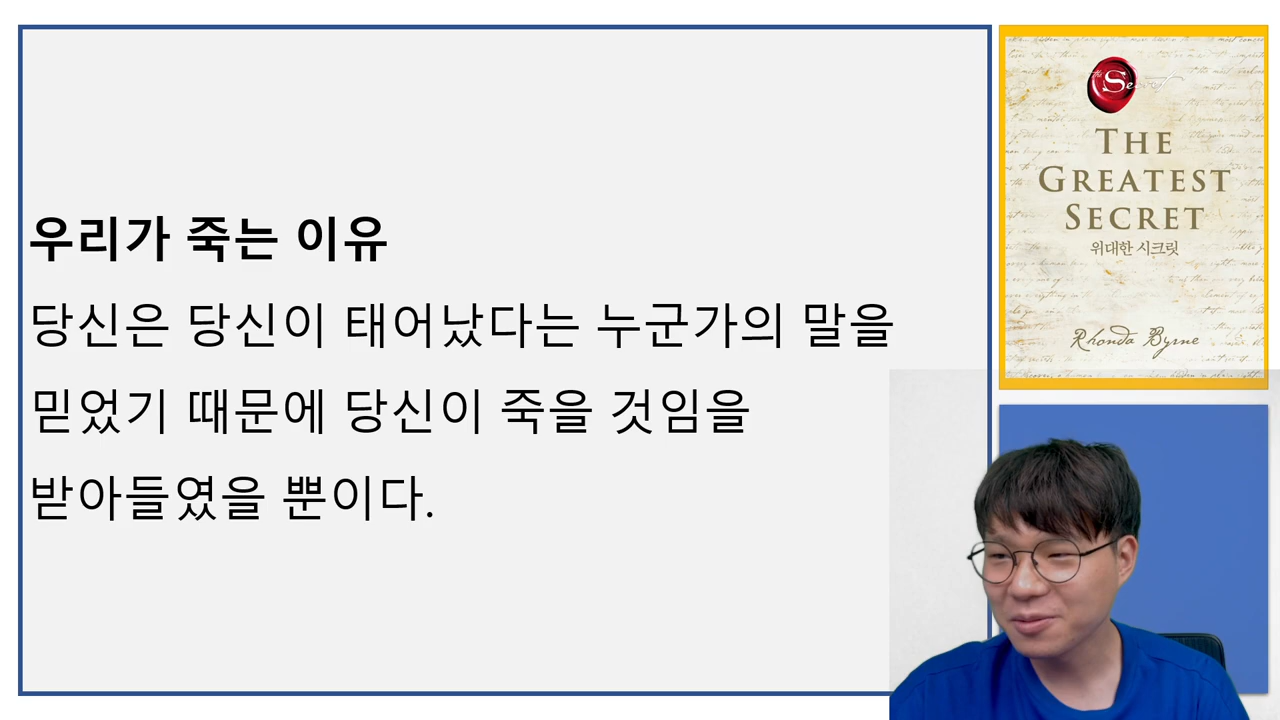 우리가 죽는 이유
당신은 당신이 태어났다는 누군가의 말을
믿었기 때문에 당신이 죽을 것임을
받아들였을 뿐이다.
The Secret
THE
GREATEST
SECRET
위대한 시크릿
Rhonda Byrne